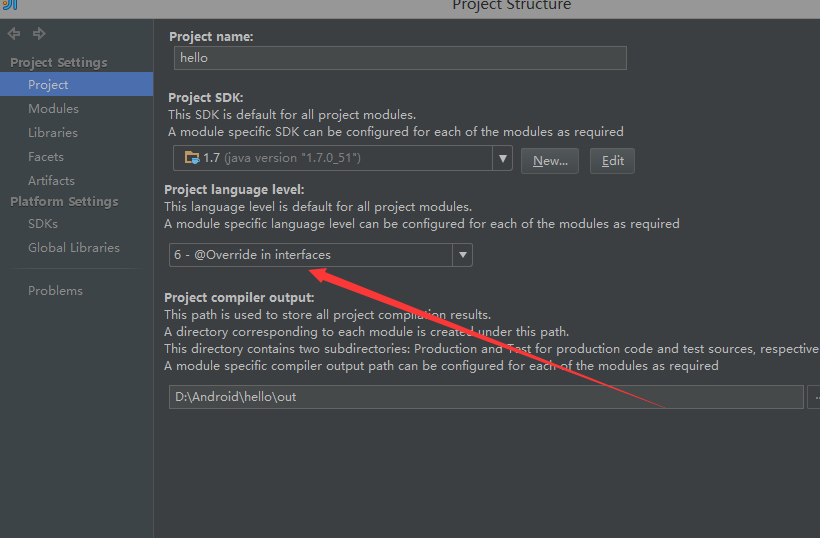 Project Structure
Project Settings
Project
Modules
Libraries
Facets
Artifacts
Platform Settings
SDKs
Global Libraries
Problems
Project name:
hello
Project SDK:
This SDK is default for all project modules.
A module specific SDK can be configured for each of the modules as required
1.7 (java version "1.7.0_51")
New...
Edit
Project language level:
This language level is default for all project modules.
A module specific language level can be configured for each of the modules as required
6 - @Override in interfaces
Project compiler output:
This path is used to store all project compilation results.
A directory corresponding to each module is created under this path.
This directory contains two subdirectories: Production and Test for production code and test sources, respective
A module specific compiler output path can be configured for each of the modules as required
D:\Android\hello\out